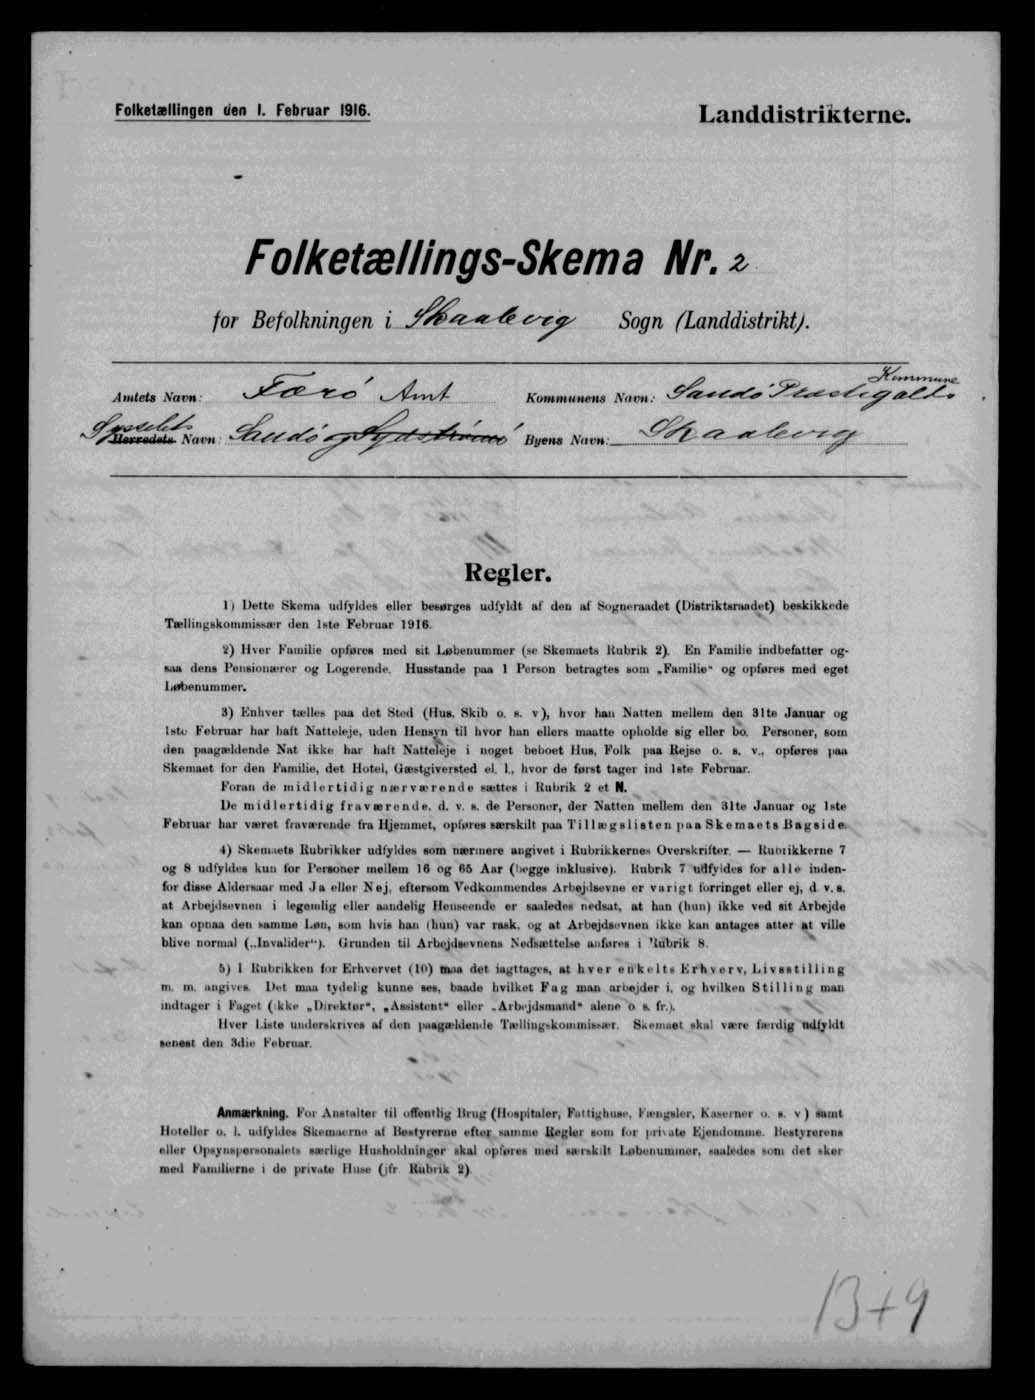 Folketællingen den 1. Februar 1916.
Landdistrikterne.
Folketællings-Skema Nr. 2
for Befolkningen i Skaalevig Sogn (Landdistrikt).
Amtets Navn: Færö Amt
Kommunens Navn: Sandö Præstegjælds Kommune
Sysselets
Herredets Navn: Sandö og Sydströmö
Byens Navn: Skaalevig
Regler.
1) Dette Skema udfyldes eller besørges udfyldt af den af Sogneraadet (Distriktsraadet) beskikkede
Tællingskommissær den 1ste Februar 1916.
2) Hver Familie opføres med sit Løbenummer (se Skemaets Rubrik 2). En Familie indbefatter og-
saa dens Pensionærer og Logerende. Husstande paa 1 Person betragtes som „Familie“ og opføres med eget
Løbenummer.
3) Enhver tælles paa det Sted (Hus, Skib o. s. v), hvor han Natten mellem den 31te Januar og
1ste Februar har haft Natteleje, uden Hensyn til hvor han ellers maatte opholde sig eller bo. Personer, som
den paagældende Nat ikke har haft Natteleje i noget beboet Hus, Folk paa Rejse o. s. v., opføres paa
Skemaet for den Familie, det Hotel, Gæstgiversted el. l., hvor de først tager ind 1ste Februar.
Foran de midlertidig nærværende sættes i Rubrik 2 et N.
De midlertidig fraværende, d. v. s. de Personer, der Natten mellem den 31te Januar og 1ste
Februar har været fraværende fra Hjemmet, opføres særskilt paa Tillægslisten paa Skemaets Bagside.
4) Skemaets Rubrikker udfyldes som nærmere angivet i Rubrikkernes Overskrifter. — Rubrikkerne 7
og 8 udfyldes kun for Personer mellem 16 og 65 Aar (begge inklusive). Rubrik 7 udfyldes for alle inden-
for disse Aldersaar med Ja eller Nej, eftersom Vedkommendes Arbejdsevne er varigt forringet eller ej, d. v. s.
at Arbejdsevnen i legemlig eller aandelig Henseende er saaledes nedsat, at han (hun) ikke ved sit Arbejde
kan opnaa den samme Løn, som hvis han (hun) var rask, og at Arbejdsevnen ikke kan antages atter at ville
blive normal („Invalider“). Grunden til Arbejdsevnens Nedsættelse anføres i Rubrik 8.
5) I Rubrikken for Erhvervet (10) maa det iagttages, at hver enkelts Erhverv, Livsstilling
m. m. angives. Det maa tydelig kunne ses, baade hvilket Fag man arbejder i, og hvilken Stilling man
indtager i Faget (ikke „Direktør“, „Assistent“ eller „Arbejdsmand“ alene o. s. fr.).
Hver Liste underskrives af den paagældende Tællingskommissær. Skemaet skal være færdig udfyldt
senest den 3die Februar.
Anmærkning. For Anstalter til offentlig Brug (Hospitaler, Fattighuse, Fængsler, Kaserner o. s. v) samt
Hoteller o. l. udfyldes Skemaerne af Bestyrerne efter samme Regler som for private Ejendomme. Bestyrerens
eller Opsynspersonalets særlige Husholdninger skal opføres med særskilt Løbenummer, saaledes som det sker
med Familierne i de private Huse (jfr. Rubrik 2).
13+9